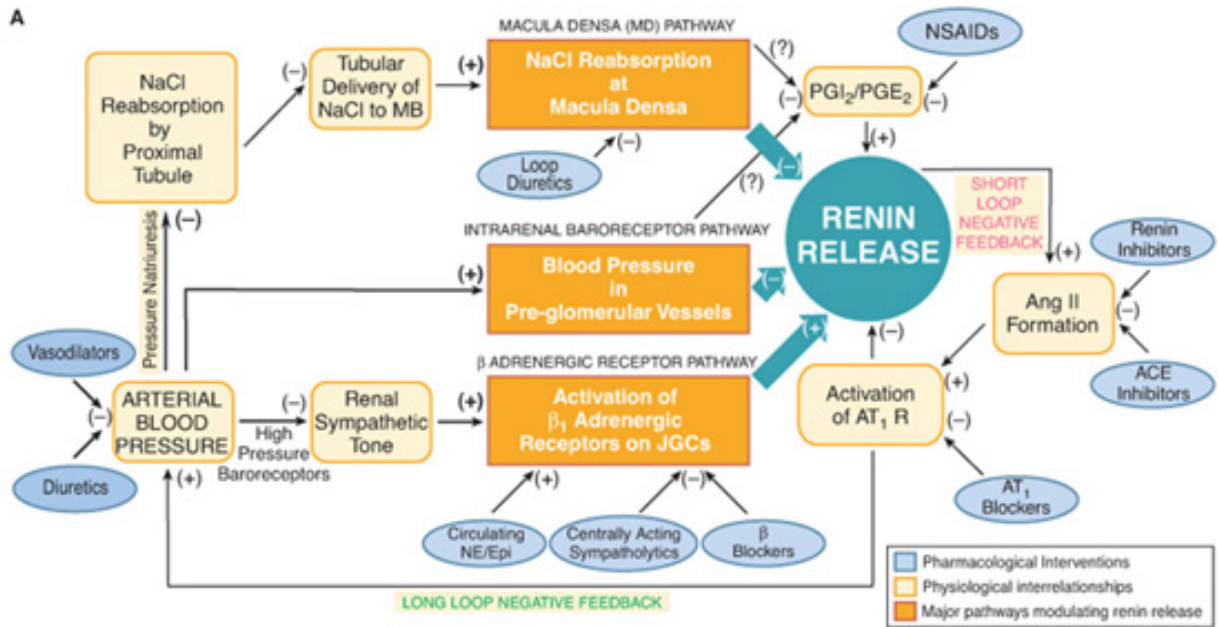 A
MACULA DENSA (MD) PATHWAY
NaCl
Reabsorption
by
Proximal
Tubule
(–)
Tubular
Delivery of
NaCl to MB
(+)
NaCl Reabsorption
at
Macula Densa
(?)
(–)
PGI2/PGE2
(–)
NSAIDs
Loop
Diuretics
(–)
(–)
(+)
(?)
RENIN
RELEASE
SHORT
LOOP
NEGATIVE
FEEDBACK
(+)
Renin
Inhibitors
Pressure Natriuresis
(–)
INTRARENAL BARORECEPTOR PATHWAY
(+)
Blood Pressure
in
Pre-glomerular Vessels
(–)
Ang II
Formation
(–)
ACE
Inhibitors
Vasodilators
(–)
Diuretics
ARTERIAL
BLOOD
PRESSURE
(+)
(–)
High
Pressure
Baroreceptors
Renal
Sympathetic
Tone
β ADRENERGIC RECEPTOR PATHWAY
(+)
Activation of
β1 Adrenergic
Receptors on JGCs
(+)
(–)
Activation
of AT1 R
(+)
(–)
AT1
Blockers
(+)
(–)
Circulating
NE/Epi
Centrally Acting
Sympatholytics
β
Blockers
LONG LOOP NEGATIVE FEEDBACK
Pharmacological Interventions
Physiological interrelationships
Major pathways modulating renin release